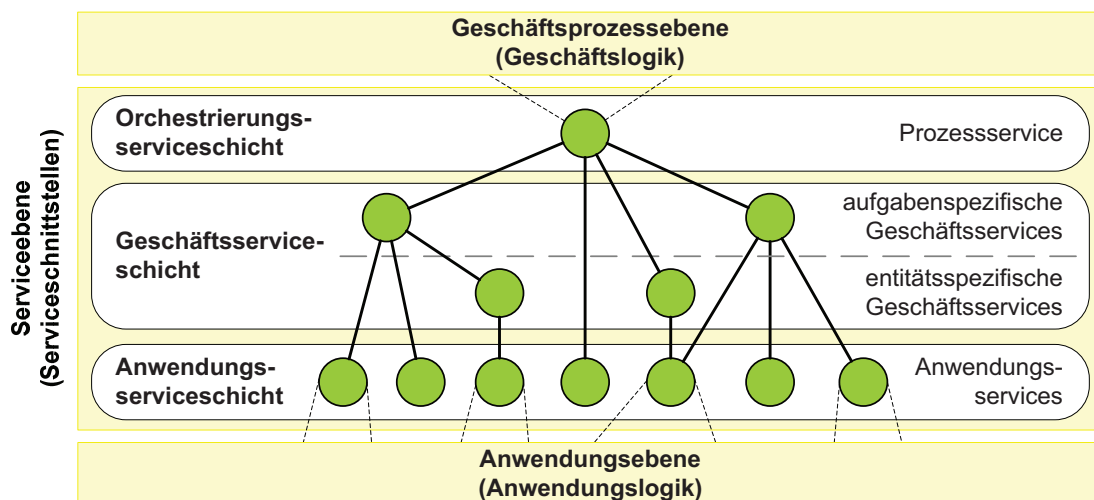 Geschäftsprozessebene
(Geschäftslogik)
Serviceebene
(Serviceschnittstellen)
Orchestrierungs-
serviceschicht
Prozessservice
Geschäftsservice-
schicht
aufgabenspezifische
Geschäftsservices
entitätsspezifische
Geschäftsservices
Anwendungs-
serviceschicht
Anwendungs-
services
Anwendungsebene
(Anwendungslogik)